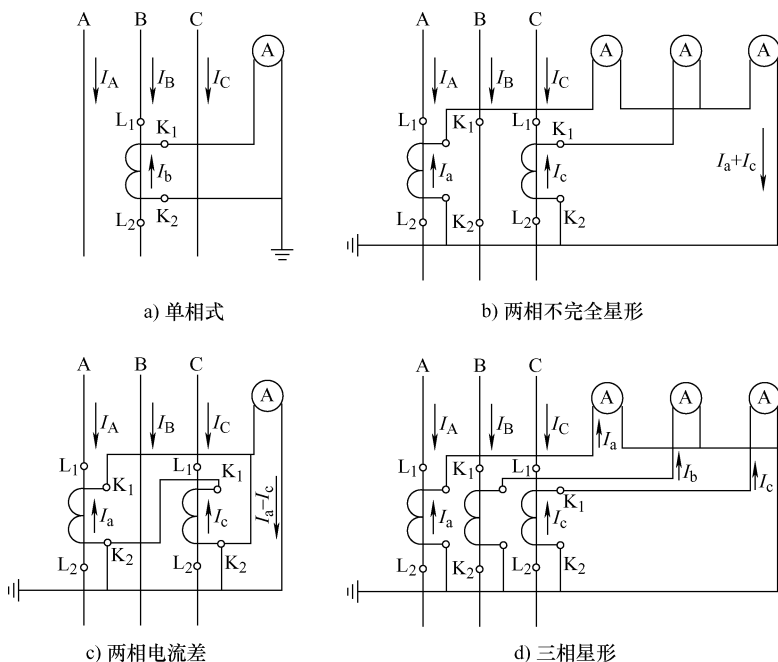 A B C A
I_A I_B I_C
L₁ K₁
I_b
L₂ K₂
a) 单相式
A B C A A A
I_A I_B I_C
L₁ K₁ L₁ K₁
I_a I_c I_a+I_c
L₂ K₂ L₂ K₂
b) 两相不完全星形
A B C A
I_A I_B I_C
L₁ K₁ L₁ K₁
I_a I_c I_a−I_c
L₂ K₂ L₂ K₂
c) 两相电流差
A B C A A A
I_A I_B I_C I_a I_b I_c
L₁ K₁ L₁ K₁
I_a I_c
L₂ K₂ L₂ K₂
d) 三相星形